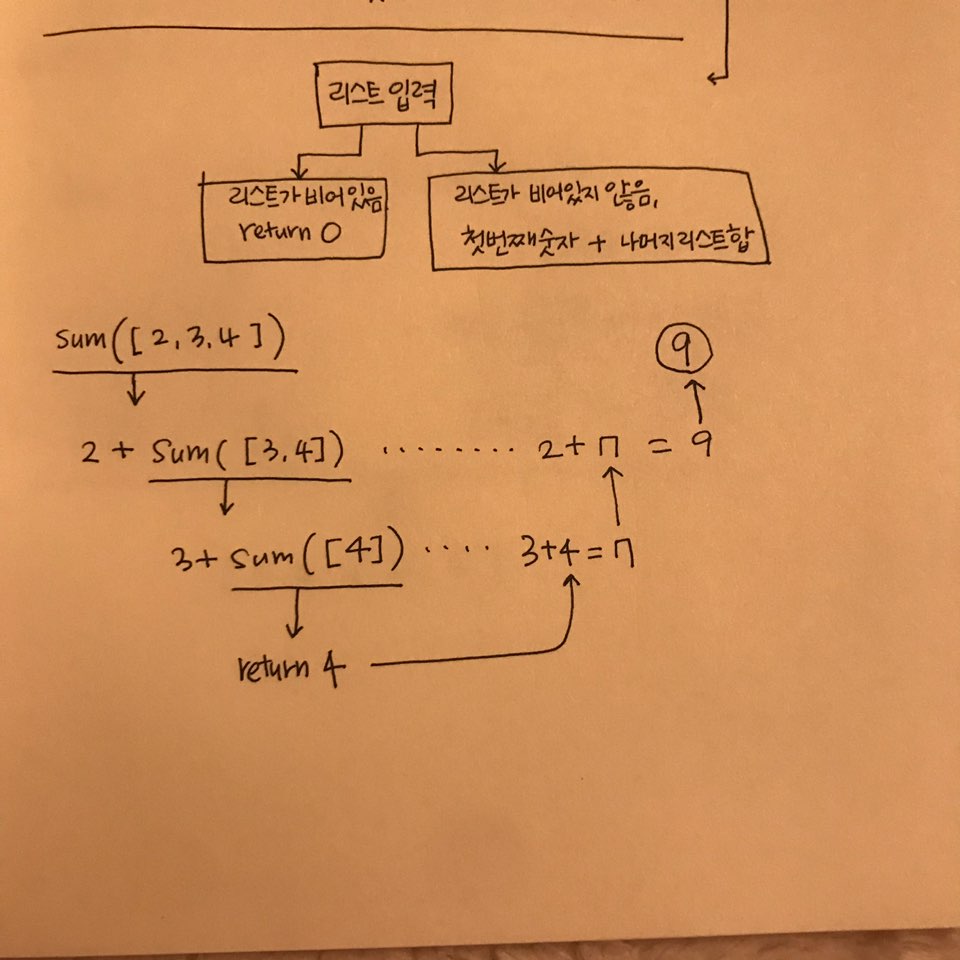 리스트 입력
리스트가 비어있음
return 0
리스트가 비어있지 않음,
첫번째숫자 + 나머지리스트합
sum([2,3,4])
9
2 + sum([3,4]) ········ 2+7 = 9
3+ sum([4]) ···· 3+4=7
return 4